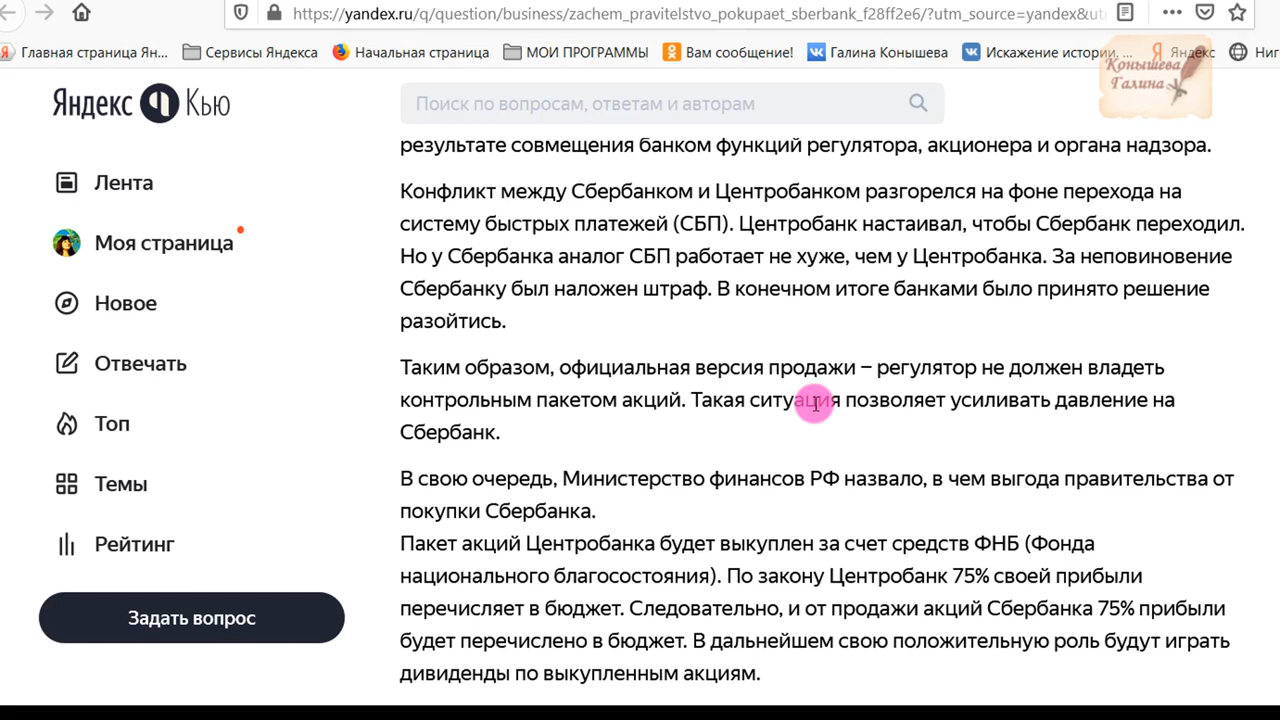 https://yandex.ru/q/question/business/zachem_pravitelstvo_pokupaet_sberbank_f28ff2e6/?utm_source=yandex&ut
Главная страница Ян...
Сервисы Яндекса
Начальная страница
МОИ ПРОГРАММЫ
Вам сообщение!
Галина Конышева
Искажение истории.
Яндекс
Ниг
Конышева
Галина
Яндекс Кью
Поиск по вопросам, ответам и авторам
Лента
Моя страница
Новое
Отвечать
Топ
Темы
Рейтинг
Задать вопрос
результате совмещения банком функций регулятора, акционера и органа надзора.
Конфликт между Сбербанком и Центробанком разгорелся на фоне перехода на
систему быстрых платежей (СБП). Центробанк настаивал, чтобы Сбербанк переходил.
Но у Сбербанка аналог СБП работает не хуже, чем у Центробанка. За неповиновение
Сбербанку был наложен штраф. В конечном итоге банками было принято решение
разойтись.
Таким образом, официальная версия продажи – регулятор не должен владеть
контрольным пакетом акций. Такая ситуация позволяет усиливать давление на
Сбербанк.
В свою очередь, Министерство финансов РФ назвало, в чем выгода правительства от
покупки Сбербанка.
Пакет акций Центробанка будет выкуплен за счет средств ФНБ (Фонда
национального благосостояния). По закону Центробанк 75% своей прибыли
перечисляет в бюджет. Следовательно, и от продажи акций Сбербанка 75% прибыли
будет перечислено в бюджет. В дальнейшем свою положительную роль будут играть
дивиденды по выкупленным акциям.